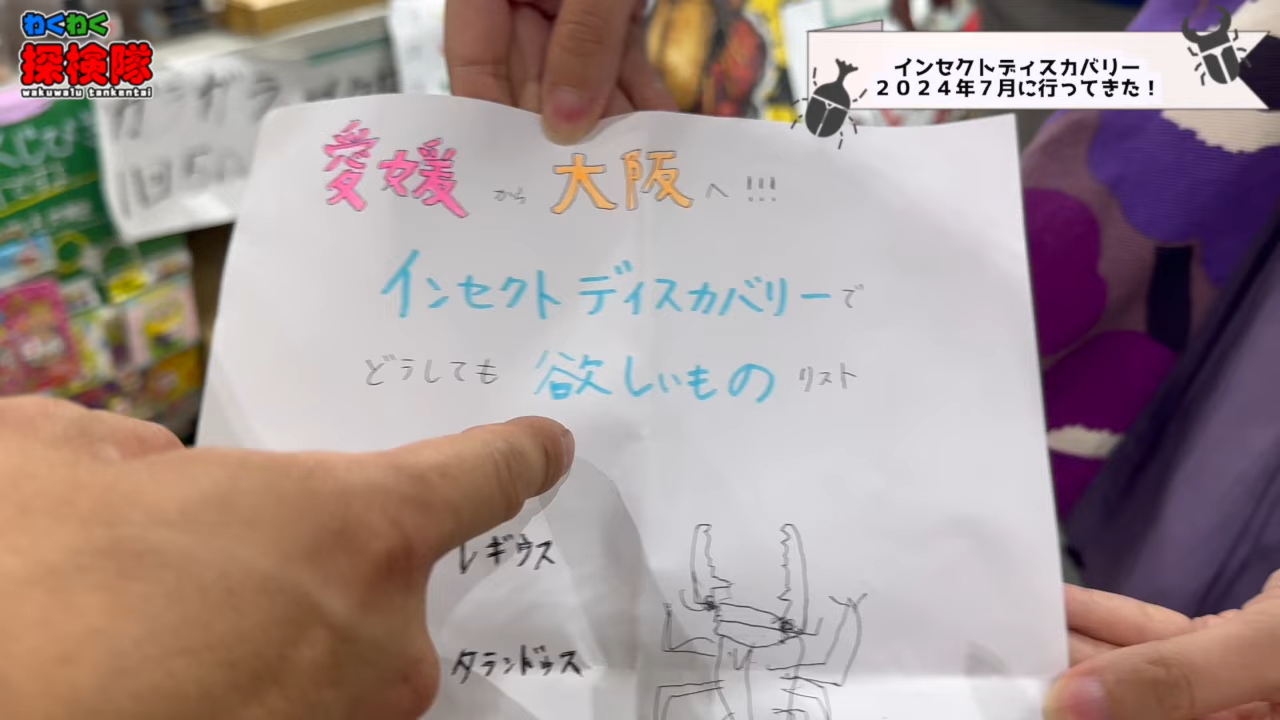 わくわく
探検隊
wakuwaku tankentai
インセクトディスカバリー
２０２４年７月に行ってきた！
愛媛から大阪へ!!!
インセクトディスカバリーで
どうしても欲しいものリスト
レギウス
タランドゥス